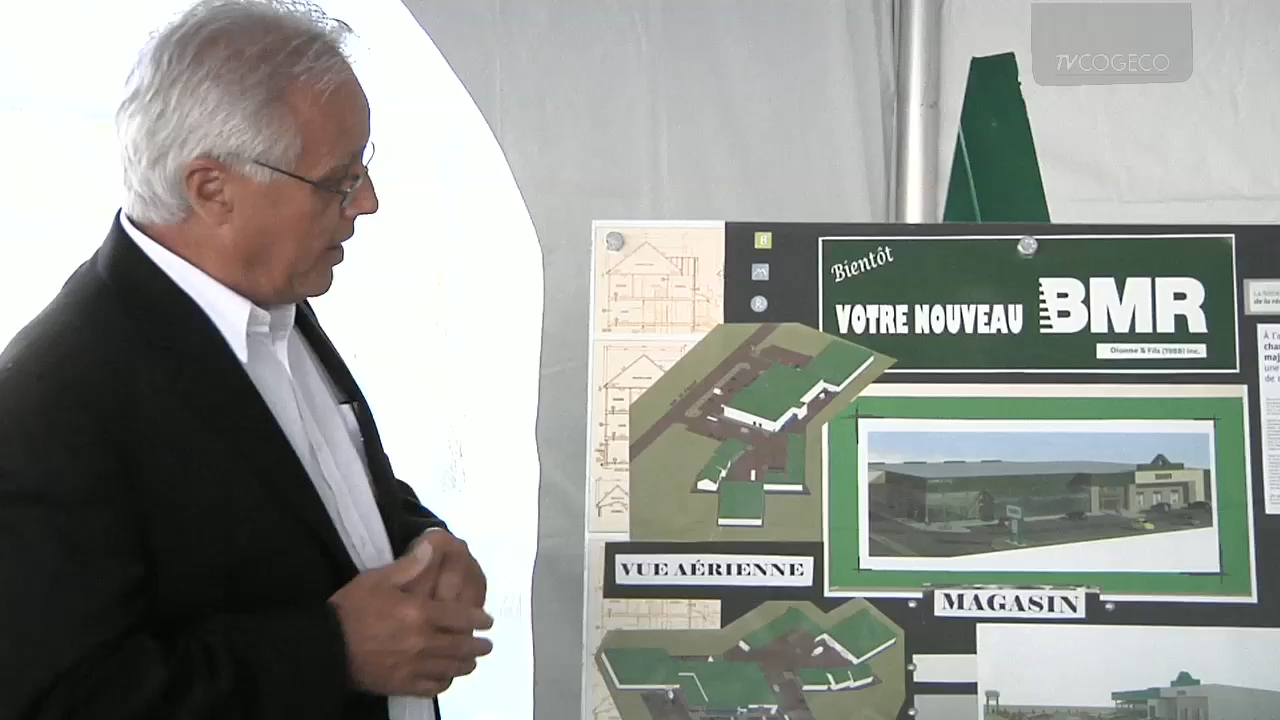 TVCOGECO
B
R
Bientôt
VOTRE NOUVEAU
BMR
Dionne & Fils (1988) inc.
VUE AÉRIENNE
MAGASIN
À l'a